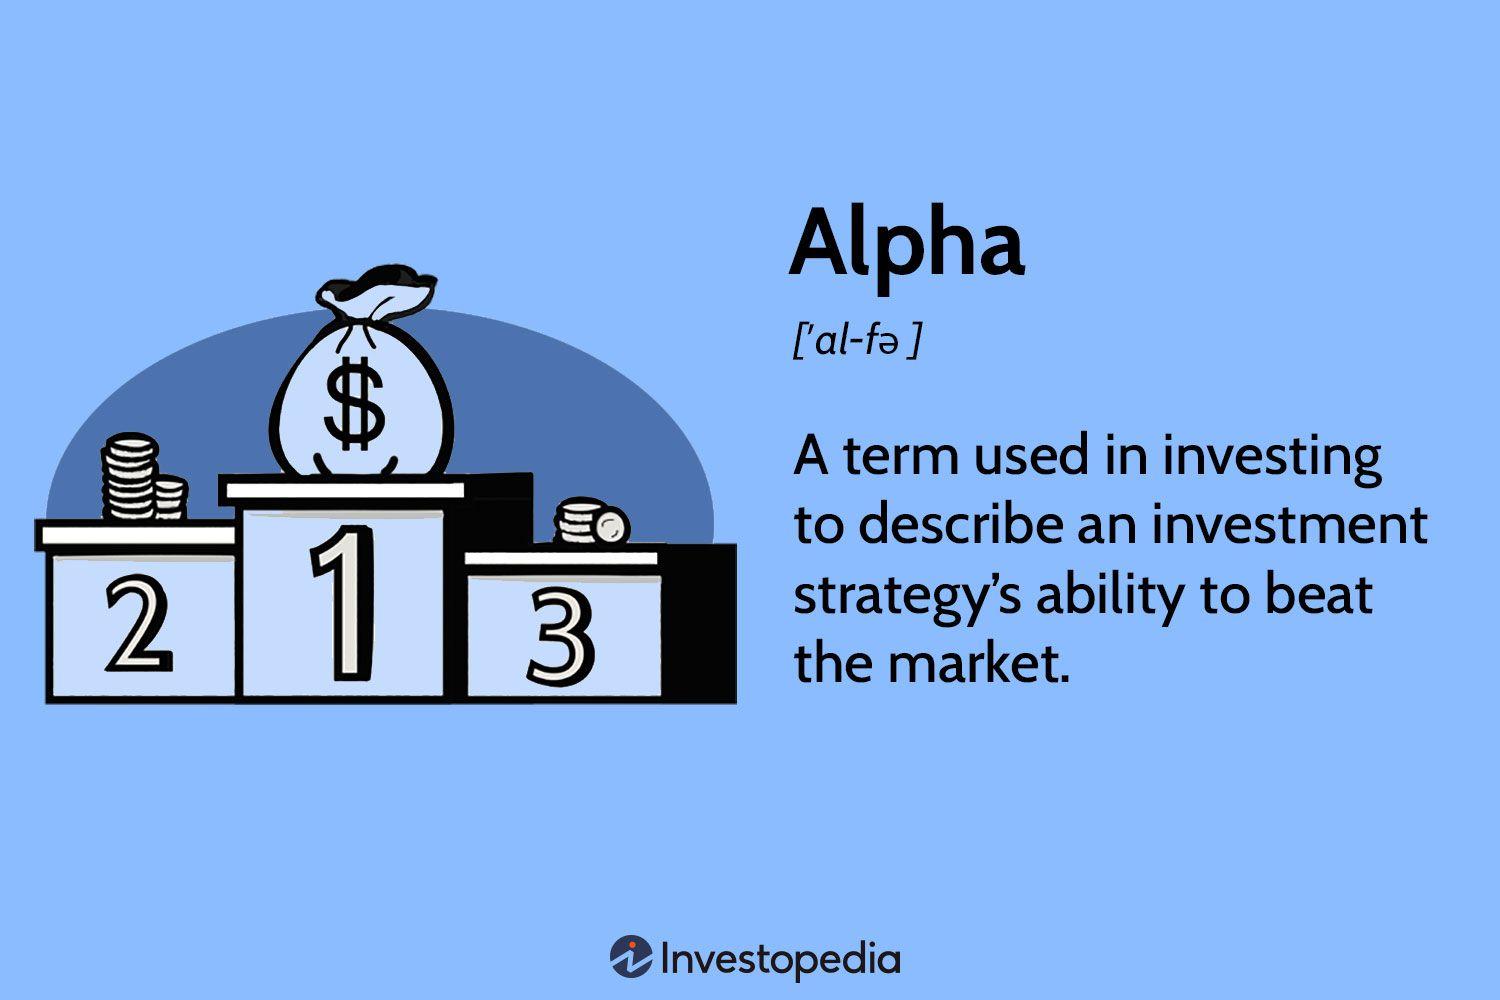 Alpha
['al-fə ]
A term used in investing
to describe an investment
strategy’s ability to beat
the market.
$
2
1
3
Investopedia